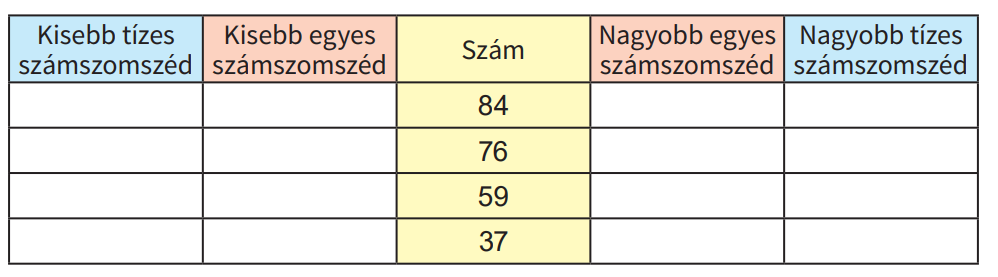 Kisebb tízes
számszomszéd
Kisebb egyes
számszomszéd
Szám
Nagyobb egyes
számszomszéd
Nagyobb tízes
számszomszéd
84
76
59
37